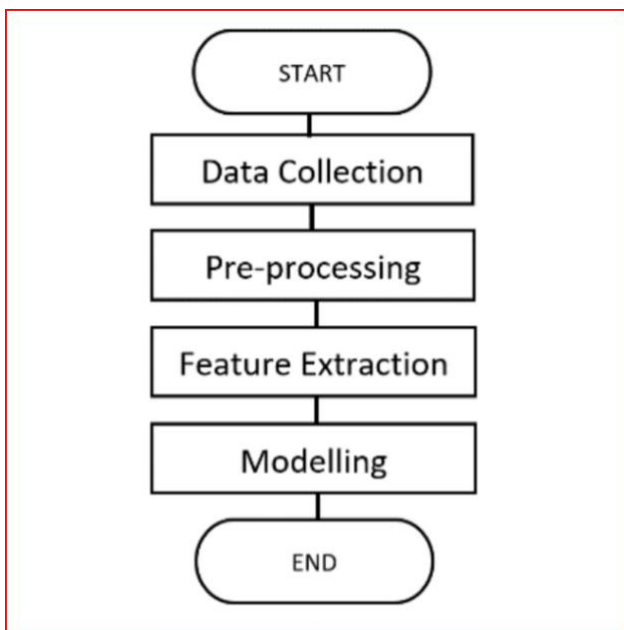 START
Data Collection
Pre-processing
Feature Extraction
Modelling
END